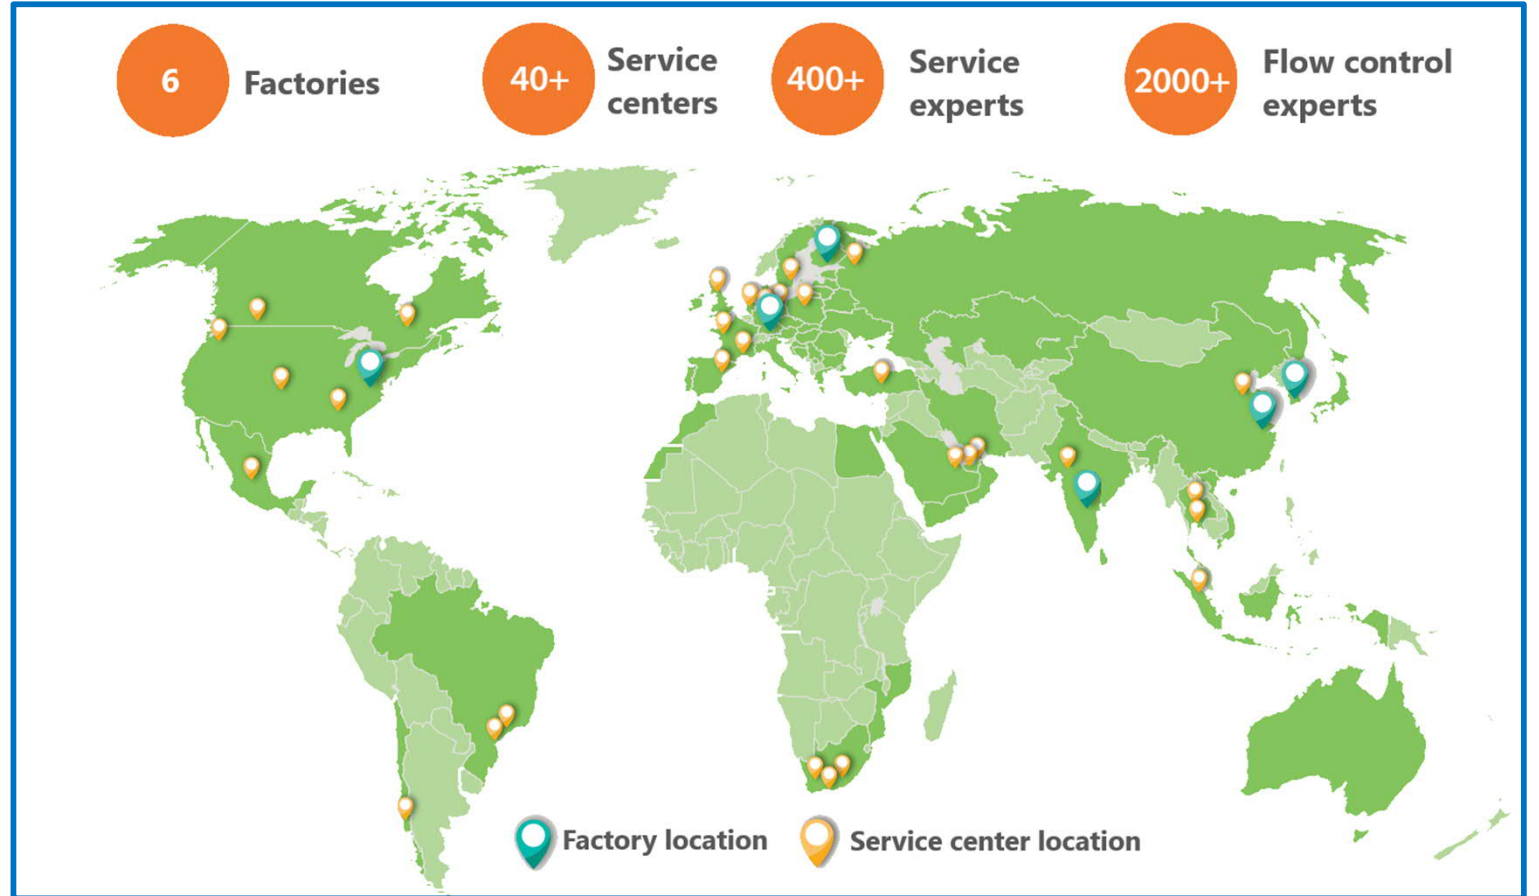 6
Factories
40+
Service
centers
400+
Service
experts
2000+
Flow control
experts
Factory location
Service center location